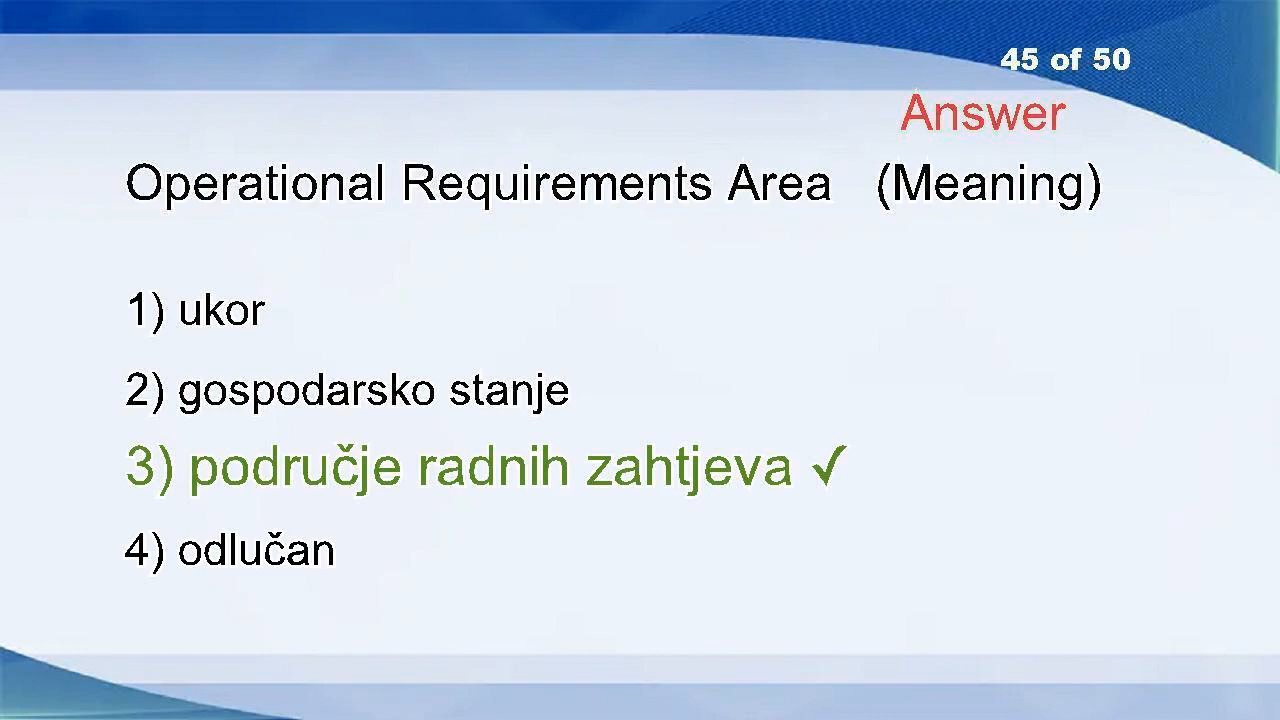 45 of 50
Answer
Operational Requirements Area (Meaning)
1) ukor
2) gospodarsko stanje
3) područje radnih zahtjeva ✓
4) odlučan